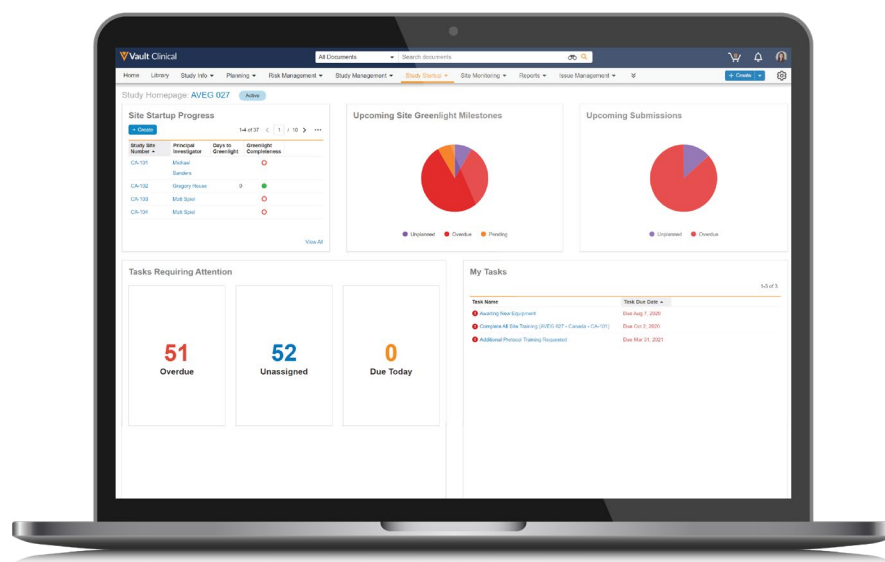 Vault Clinical
All Documents
Search documents
Home Library Study Info Planning Risk Management Study Management Study Startup Site Monitoring Reports Issue Management
+ Create
Study Homepage: AVEG 027 Active
Site Startup Progress
+ Create
1-4 of 37 < 1 / 10 > ...
Study Site Number
Principal Investigator
Days to Greenlight
Greenlight Completeness
CA-101 Michael Sanders
CA-102 Gregory House 0
CA-103 Matt Spiel
CA-104 Matt Spiel
View All
Upcoming Site Greenlight Milestones
Unplanned Overdue Pending
Upcoming Submissions
Unplanned Overdue
Tasks Requiring Attention
51
Overdue
52
Unassigned
0
Due Today
My Tasks
1-3 of 3
Task Name Task Due Date
Awaiting New Equipment Due Aug 7, 2020
Complete All Site Training (AVEG 027 - Canada - CA-101) Due Oct 2, 2020
Additional Protocol Training Requested Due Mar 31, 2021